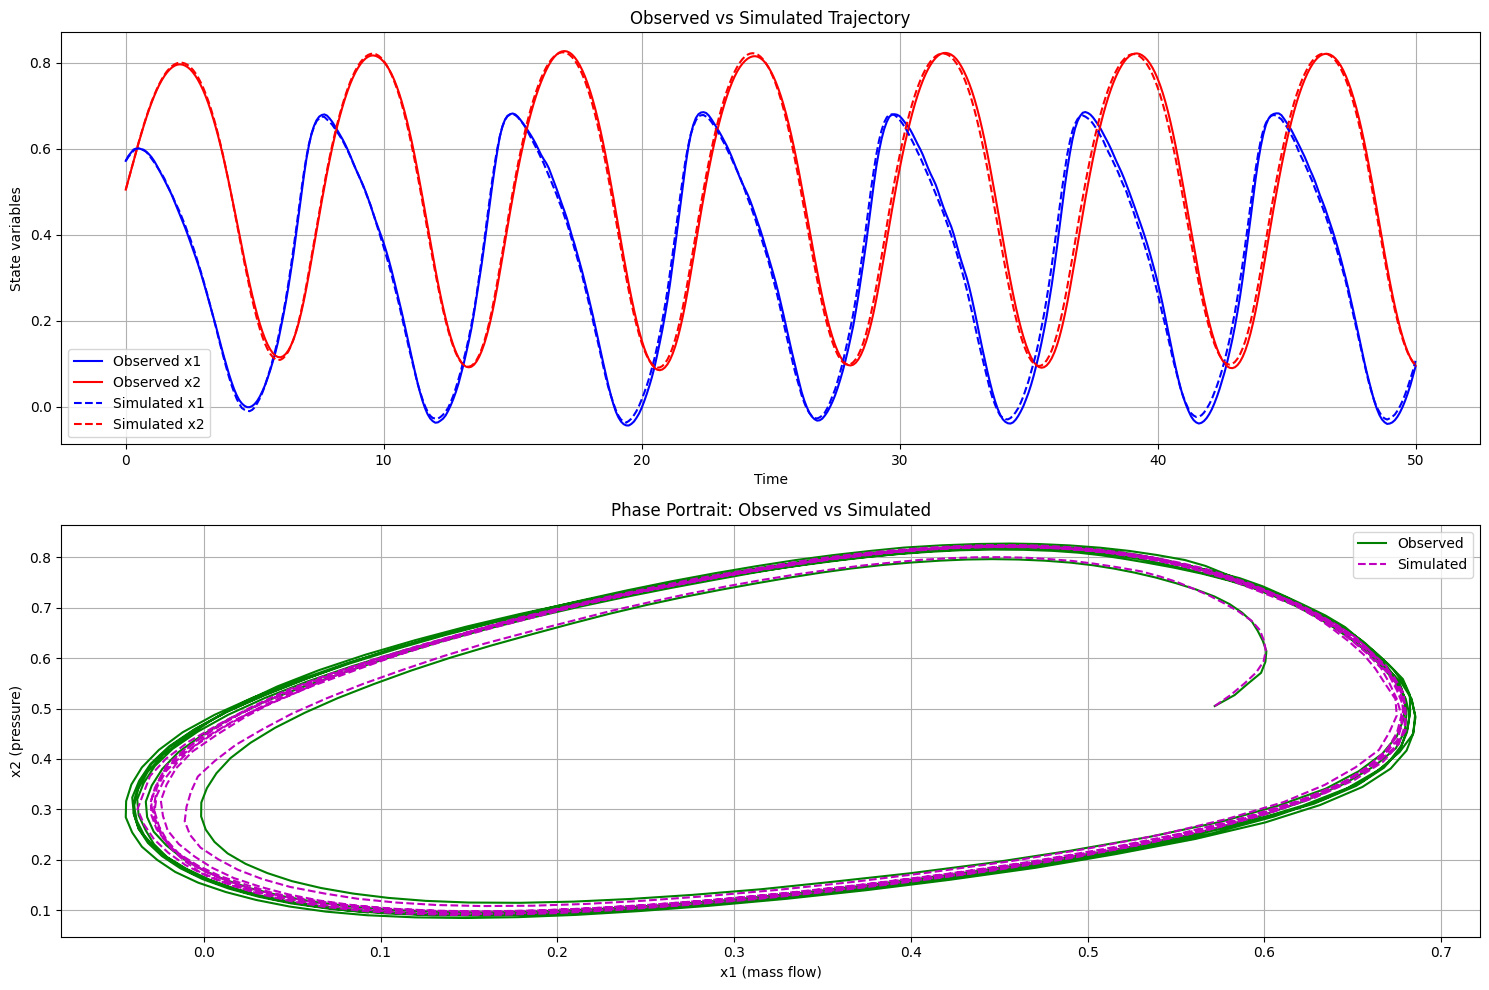 Observed vs Simulated Trajectory
State variables
0.8
0.6
0.4
0.2
0.0
Observed x1
Observed x2
Simulated x1
Simulated x2
0 10 20 30 40 50
Time
Phase Portrait: Observed vs Simulated
x2 (pressure)
0.8
0.7
0.6
0.5
0.4
0.3
0.2
0.1
Observed
Simulated
0.0 0.1 0.2 0.3 0.4 0.5 0.6 0.7
x1 (mass flow)